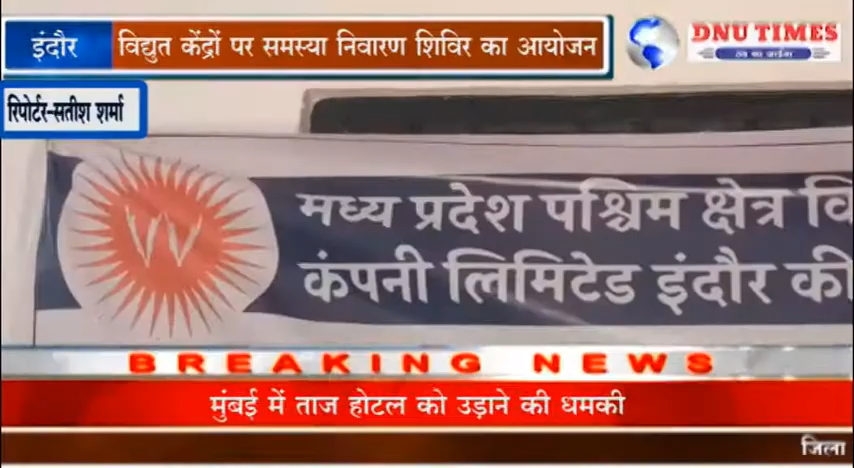 इंदौर
विद्युत केंद्रों पर समस्या निवारण शिविर का आयोजन
DNU TIMES
रिपोर्टर-सतीश शर्मा
मध्य प्रदेश पश्चिम क्षेत्र वि
कंपनी लिमिटेड इंदौर की
BREAKING NEWS
मुंबई में ताज होटल को उड़ाने की धमकी
जिला